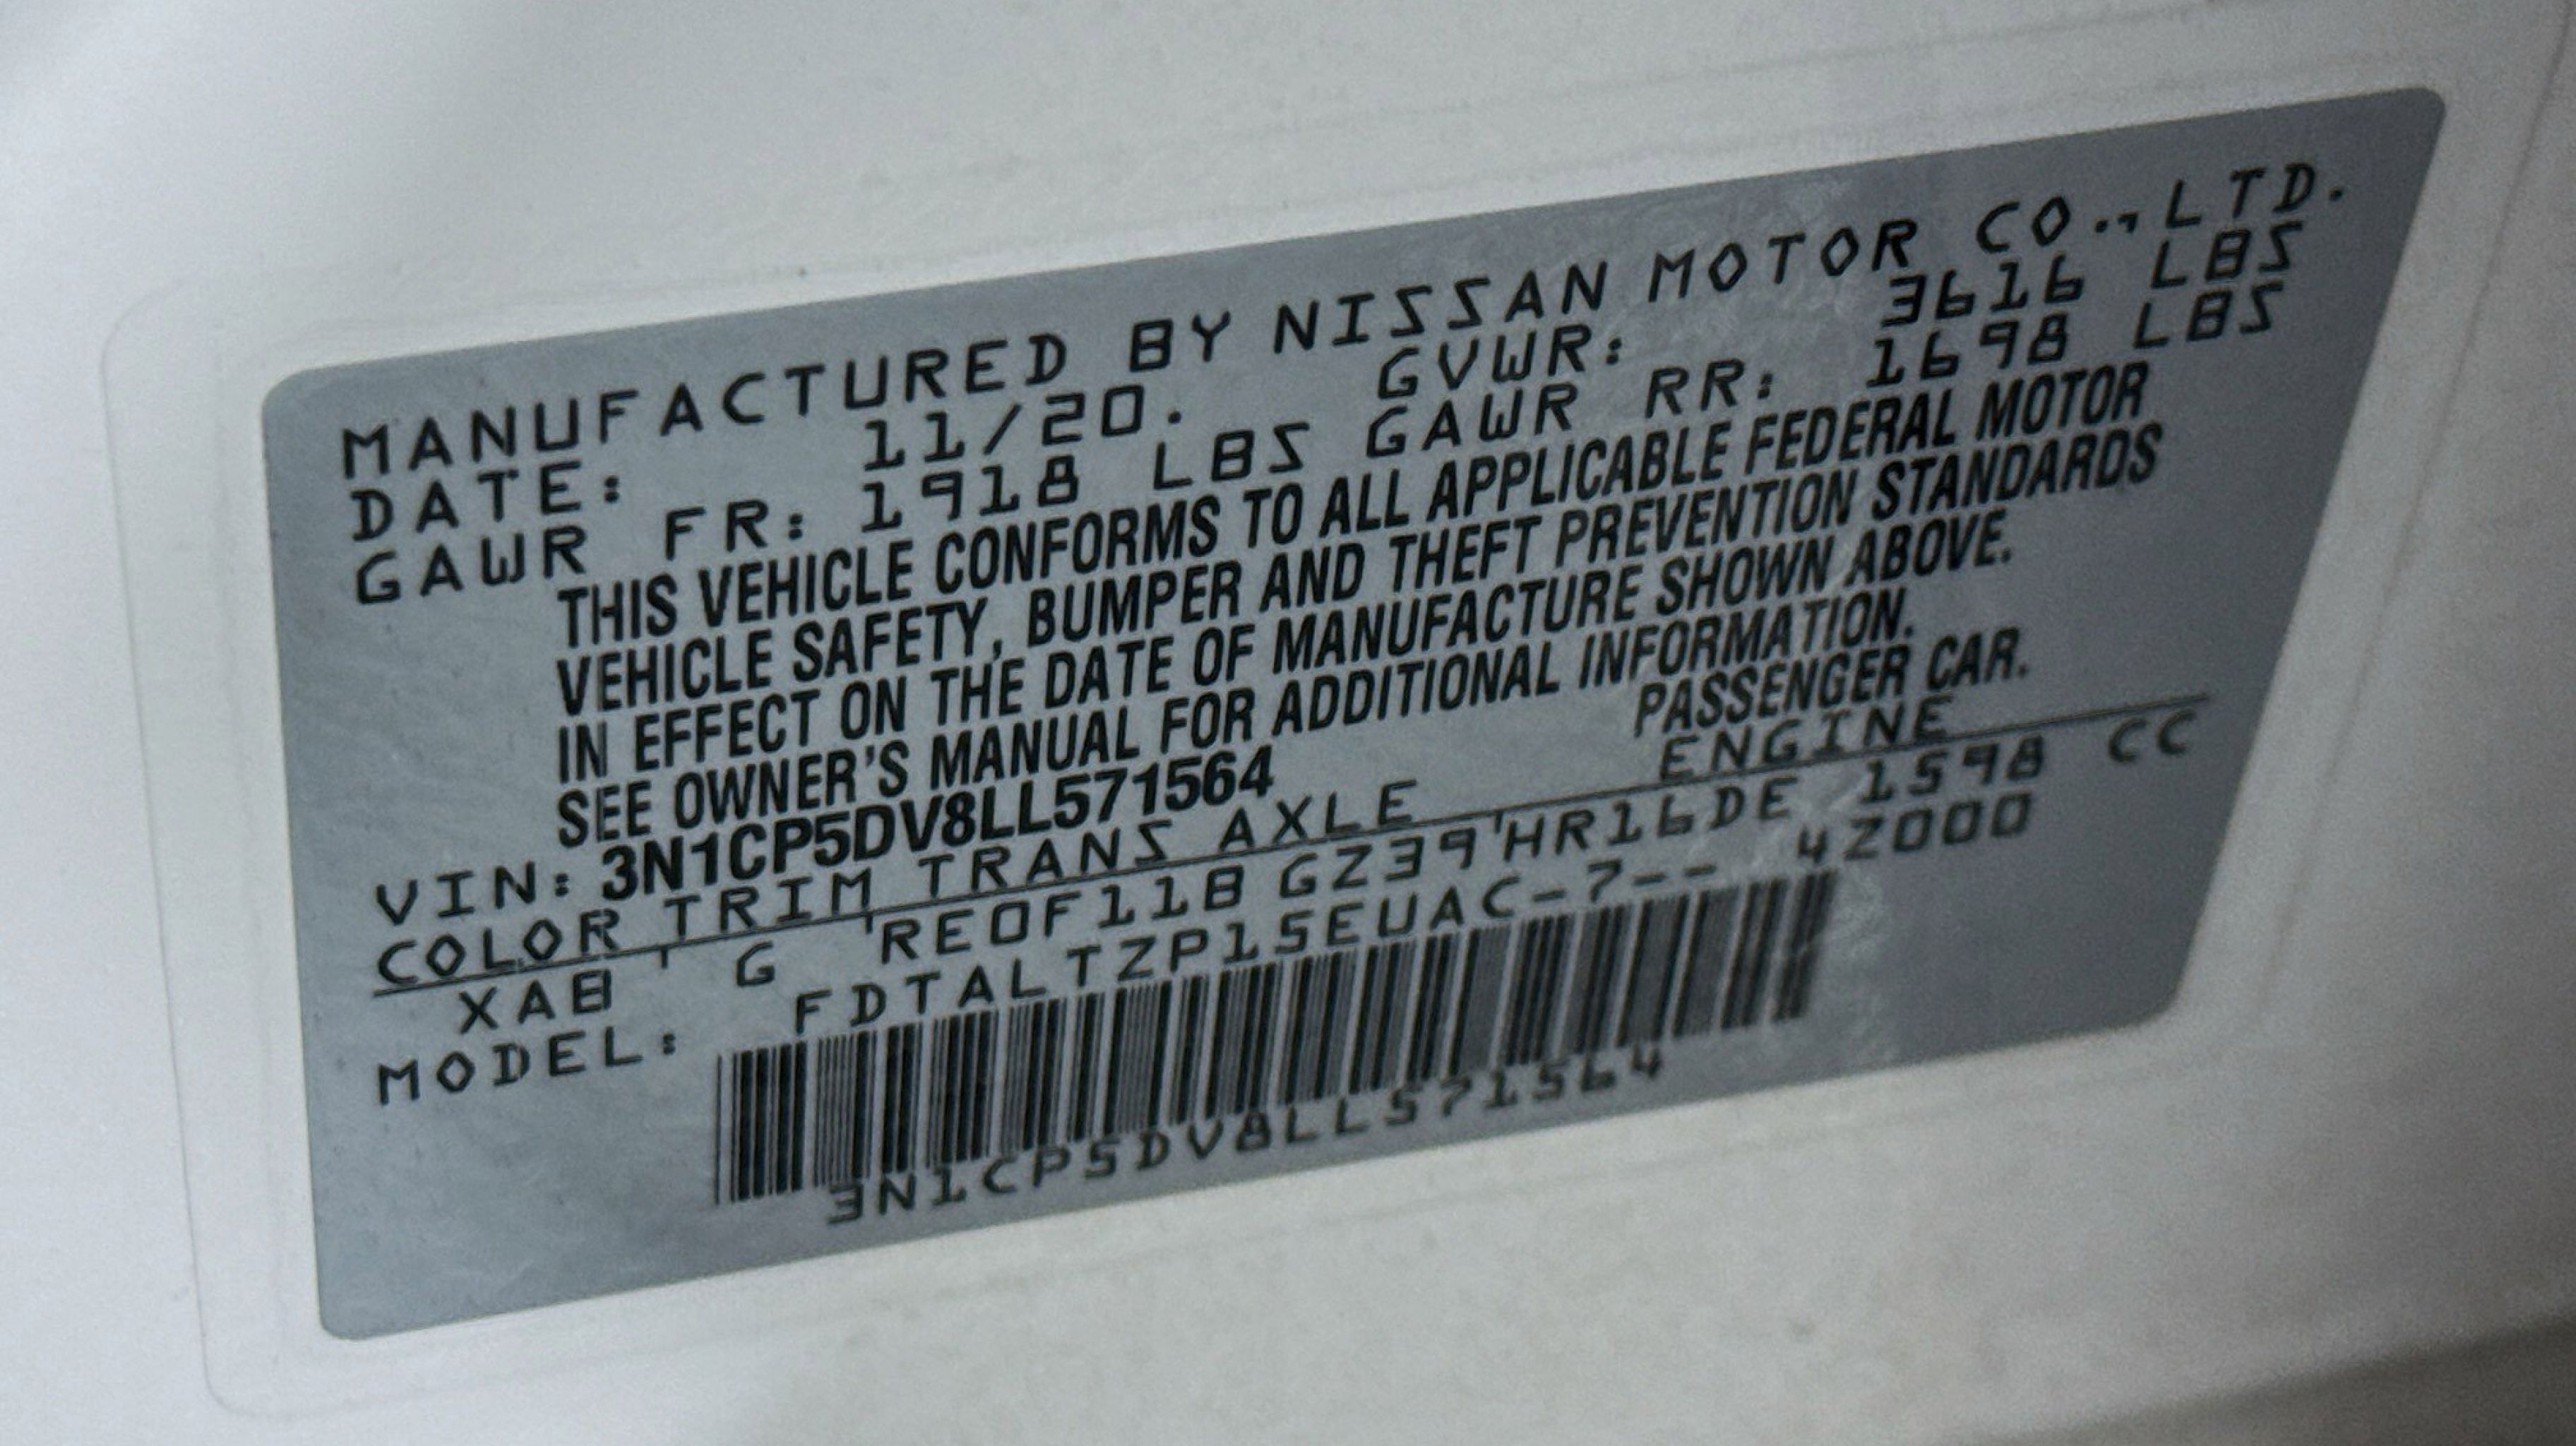 MANUFACTURED BY NISSAN MOTOR CO., LTD.
DATE: 11/20. GVWR: 3616 LBS
GAWR FR: 1918 LBS GAWR RR: 1698 LBS
THIS VEHICLE CONFORMS TO ALL APPLICABLE FEDERAL MOTOR
VEHICLE SAFETY, BUMPER AND THEFT PREVENTION STANDARDS
IN EFFECT ON THE DATE OF MANUFACTURE SHOWN ABOVE.
SEE OWNER'S MANUAL FOR ADDITIONAL INFORMATION.
VIN: 3N1CP5DV8LL571564 PASSENGER CAR.
COLOR TRIM TRANS AXLE ENGINE
XAB G RE0F11B GZ39 HR16DE 1598 CC
MODEL: FDTALTZP15EUAC-7-- 4Z000
3N1CP5DV8LL571564